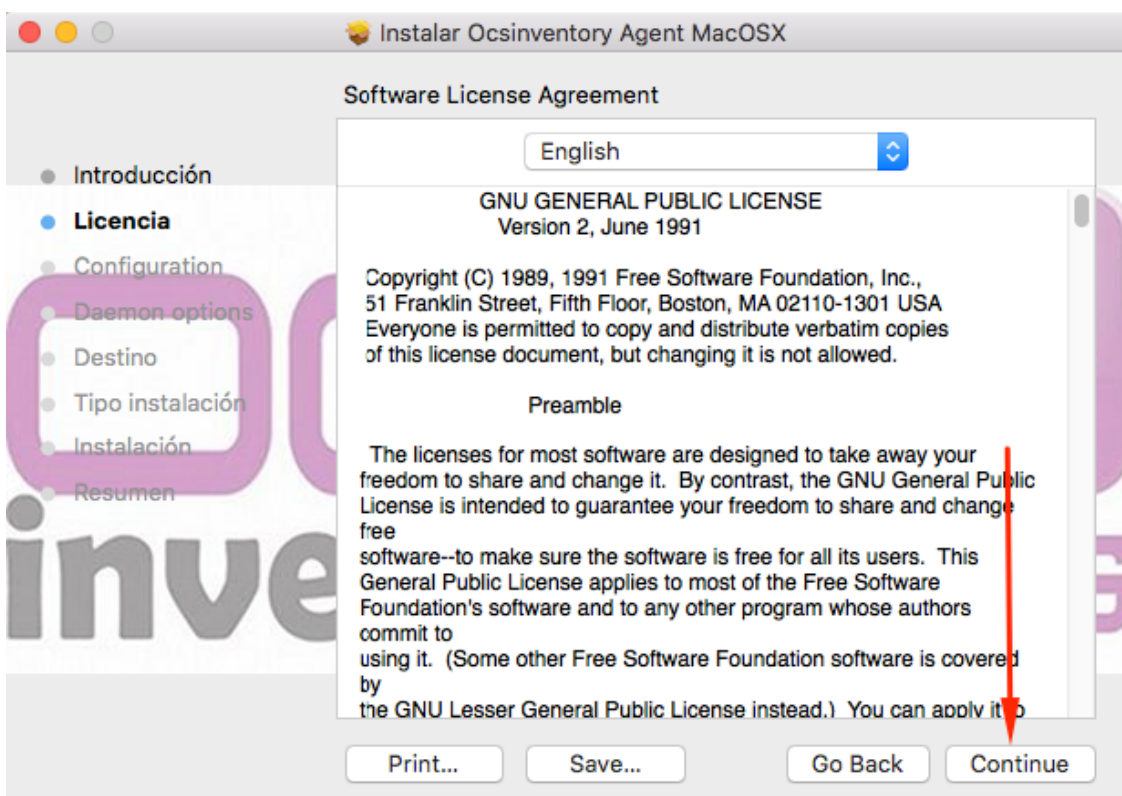 Instalar Ocsinventory Agent MacOSX
Software License Agreement
Introducción
Licencia
Configuration
Daemon options
Destino
Tipo instalación
Instalación
Resumen
inve
English
GNU GENERAL PUBLIC LICENSE
Version 2, June 1991
Copyright (C) 1989, 1991 Free Software Foundation, Inc.,
51 Franklin Street, Fifth Floor, Boston, MA 02110-1301 USA
Everyone is permitted to copy and distribute verbatim copies
of this license document, but changing it is not allowed.
Preamble
The licenses for most software are designed to take away your
freedom to share and change it. By contrast, the GNU General Public
License is intended to guarantee your freedom to share and change
free
software--to make sure the software is free for all its users. This
General Public License applies to most of the Free Software
Foundation's software and to any other program whose authors
commit to
using it. (Some other Free Software Foundation software is covered
by
the GNU Lesser General Public License instead.) You can apply it to
Print...
Save...
Go Back
Continue